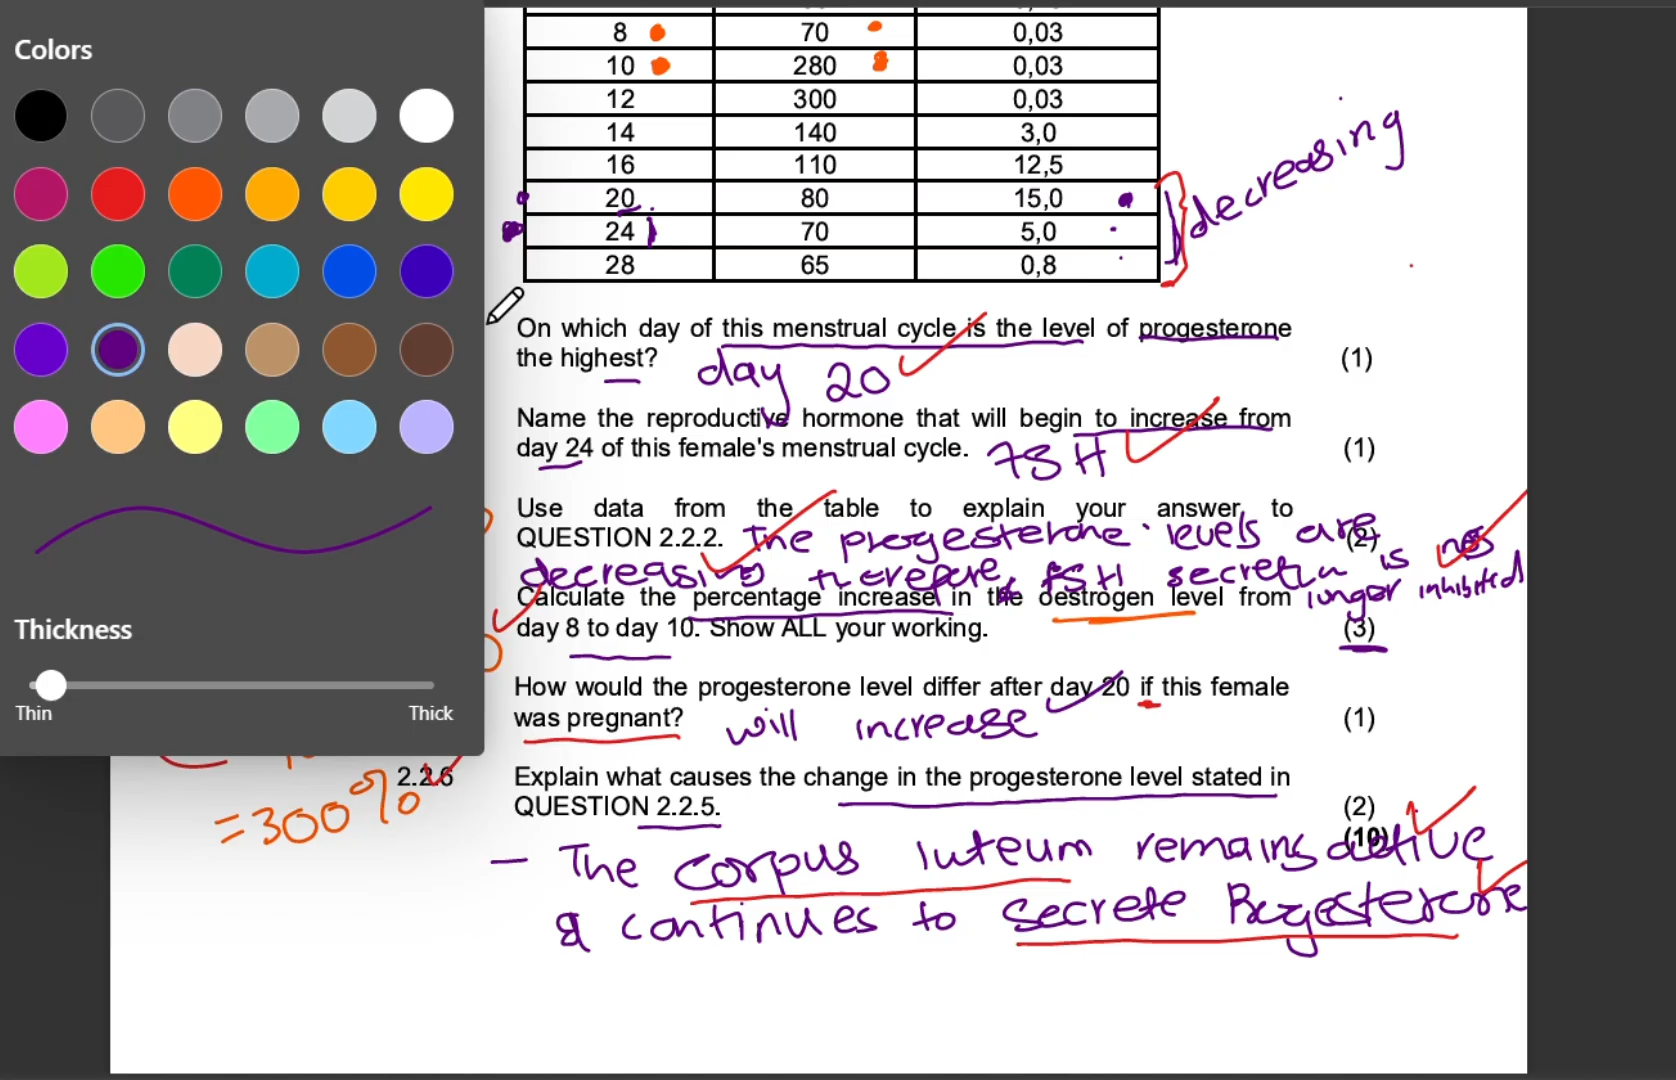 Colors
Thickness
Thin Thick
8 70 0,03
10 280 0,03
12 300 0,03
14 140 3,0
16 110 12,5
20 80 15,0
24 70 5,0
28 65 0,8
decreasing
On which day of this menstrual cycle is the level of progesterone
the highest? (1)
day 20
Name the reproductive hormone that will begin to increase from
day 24 of this female's menstrual cycle. (1)
FSH
Use data from the table to explain your answer to
QUESTION 2.2.2. (2)
The progesterone levels are
decreasing therefore FSH secretion is no
longer inhibited
Calculate the percentage increase in the oestrogen level from
day 8 to day 10. Show ALL your working. (3)
How would the progesterone level differ after day 20 if this female
was pregnant? (1)
will increase
=300%
2.2.6 Explain what causes the change in the progesterone level stated in
QUESTION 2.2.5. (2)
(10)
– The corpus luteum remains active
& continues to secrete Progesterone